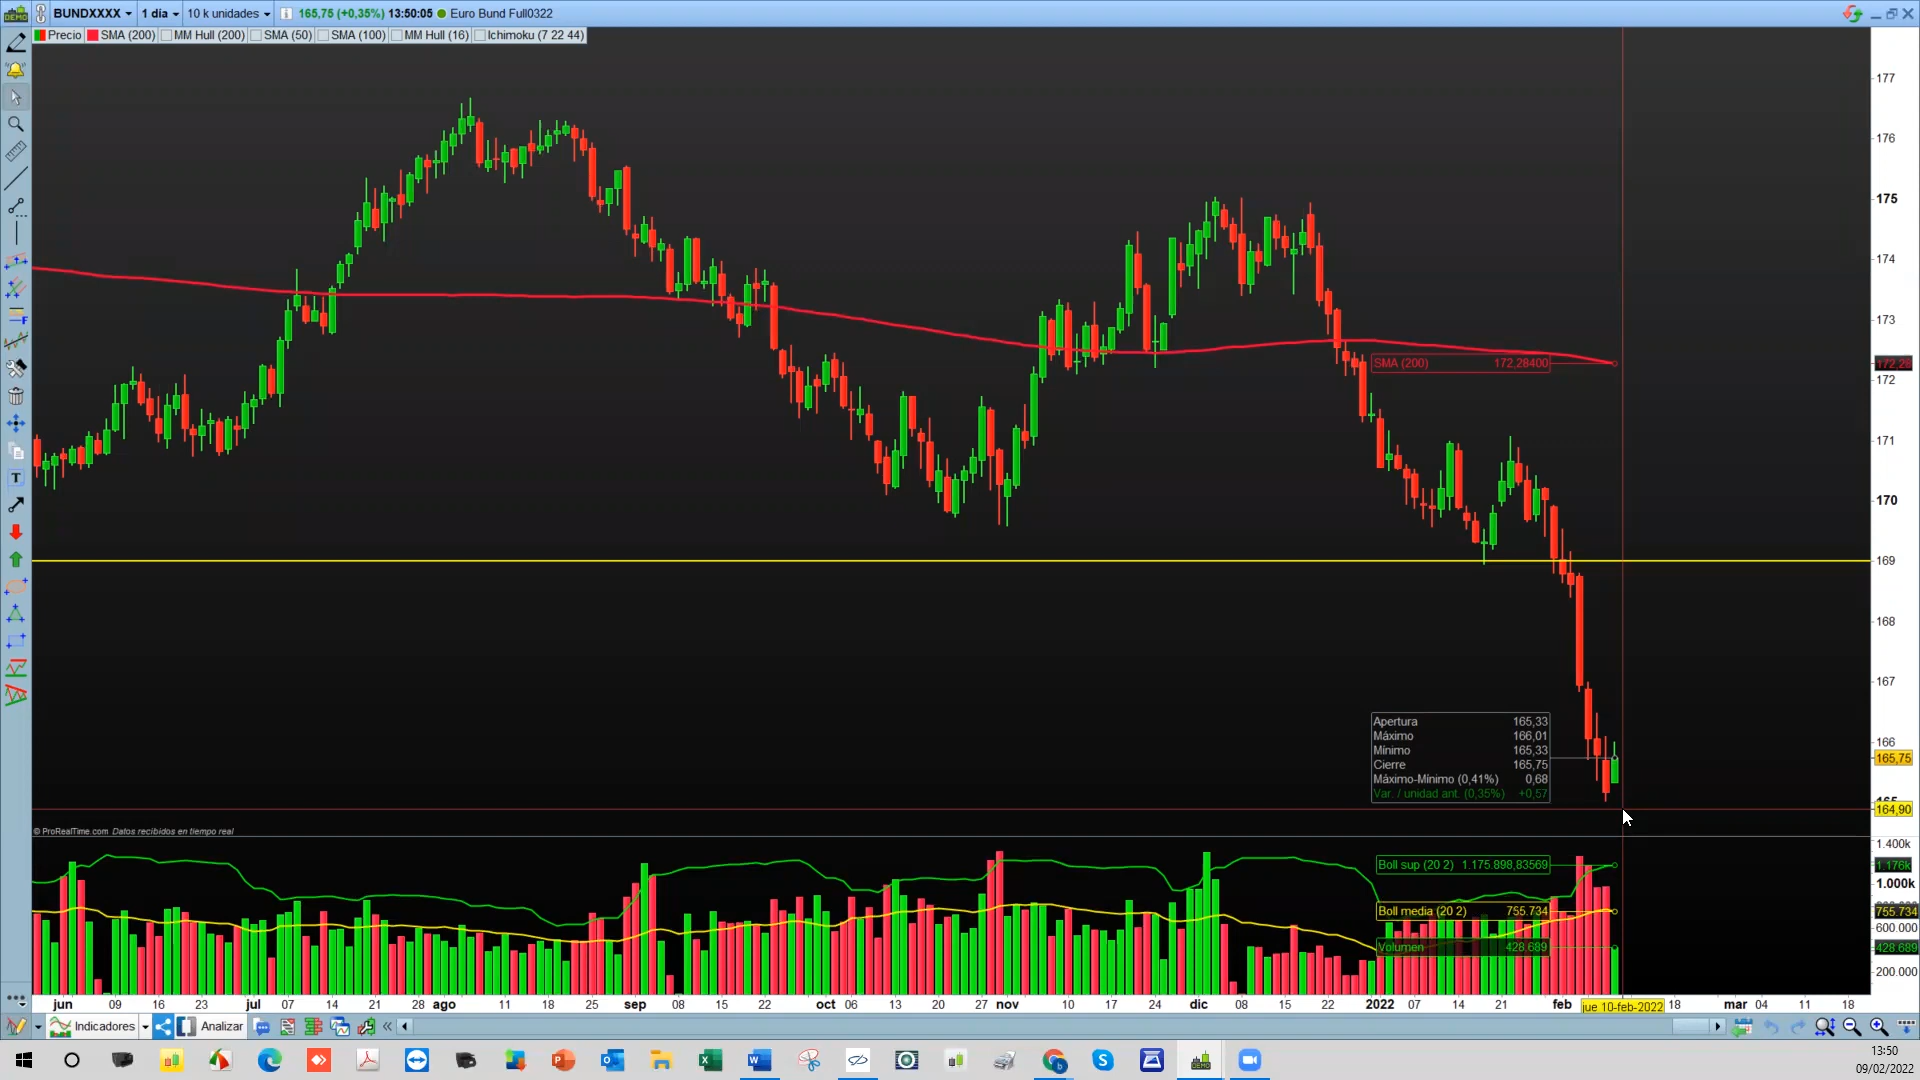 BUNDXXXX 1 dia 10 k unidades 165,75 (+0,35%) 13:50:05 Euro Bund Full0322
Precio SMA (200) MM Hull (200) SMA (50) SMA (100) MM Hull (16) Ichimoku (7 22 44)
177
176
175
174
173
SMA (200) 172,28400
172,28
172
171
170
169
168
167
166
165,75
Apertura 165,33
Máximo 166,01
Mínimo 165,33
Cierre 165,75
Máximo-Mínimo (0,41%) 0,68
Var. / unidad ant. (0,35%) +0,57
164,90
© ProRealTime.com Datos recibidos en tiempo real
1.400k
Boll sup (20 2) 1.175.898,83569
1.176k
1.000k
Boll media (20 2) 755.734
755.734
600.000
Volumen 428.689
428.689
200.000
jun 09 16 23 jul 07 14 21 28 ago 11 18 25 sep 08 15 22 oct 06 13 20 27 nov 10 17 24 dic 08 15 22 2022 07 14 21 feb jue 10-feb-2022 18 mar 04 11 18
Indicadores Analizar
13:50
09/02/2022
DEMO